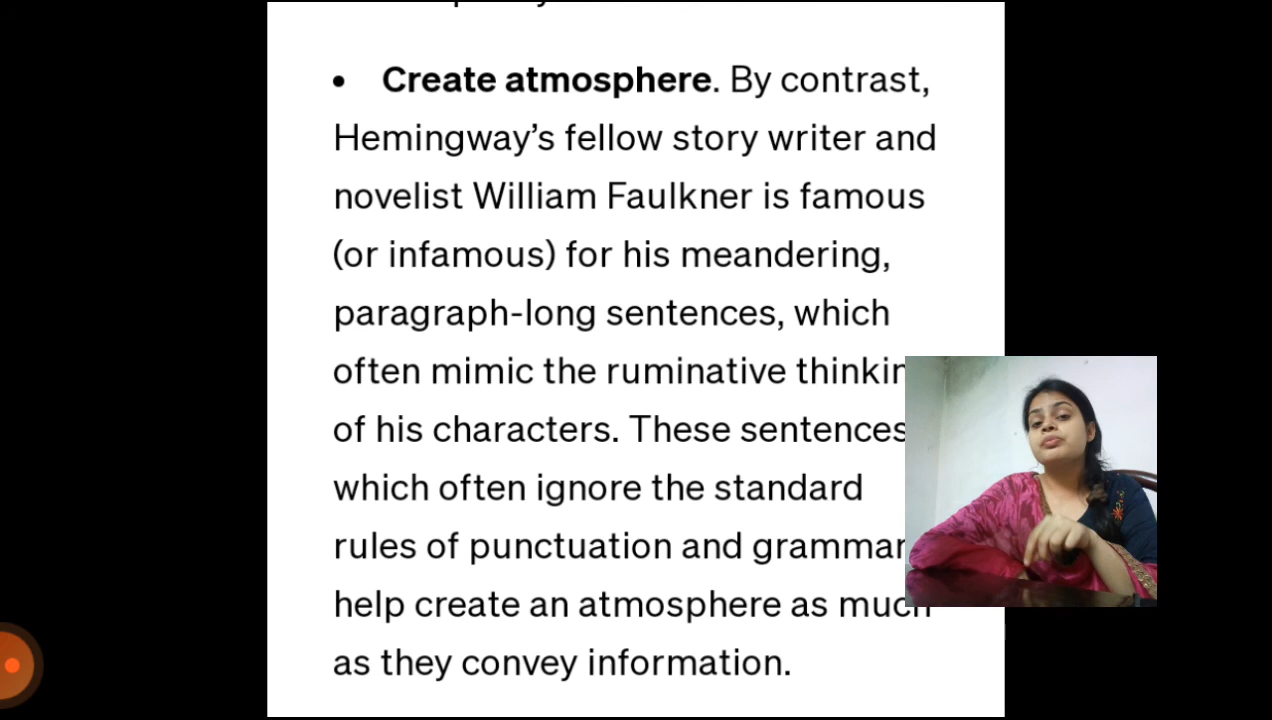 • Create atmosphere. By contrast,
Hemingway's fellow story writer and
novelist William Faulkner is famous
(or infamous) for his meandering,
paragraph-long sentences, which
often mimic the ruminative thinkin
of his characters. These sentences
which often ignore the standard
rules of punctuation and grammar
help create an atmosphere as much
as they convey information.